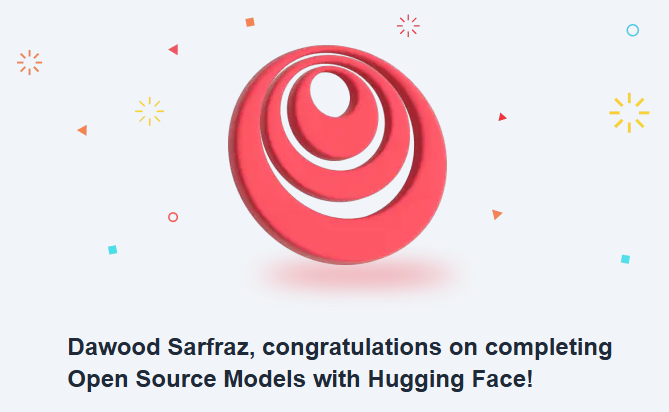 Dawood Sarfraz, congratulations on completing
Open Source Models with Hugging Face!